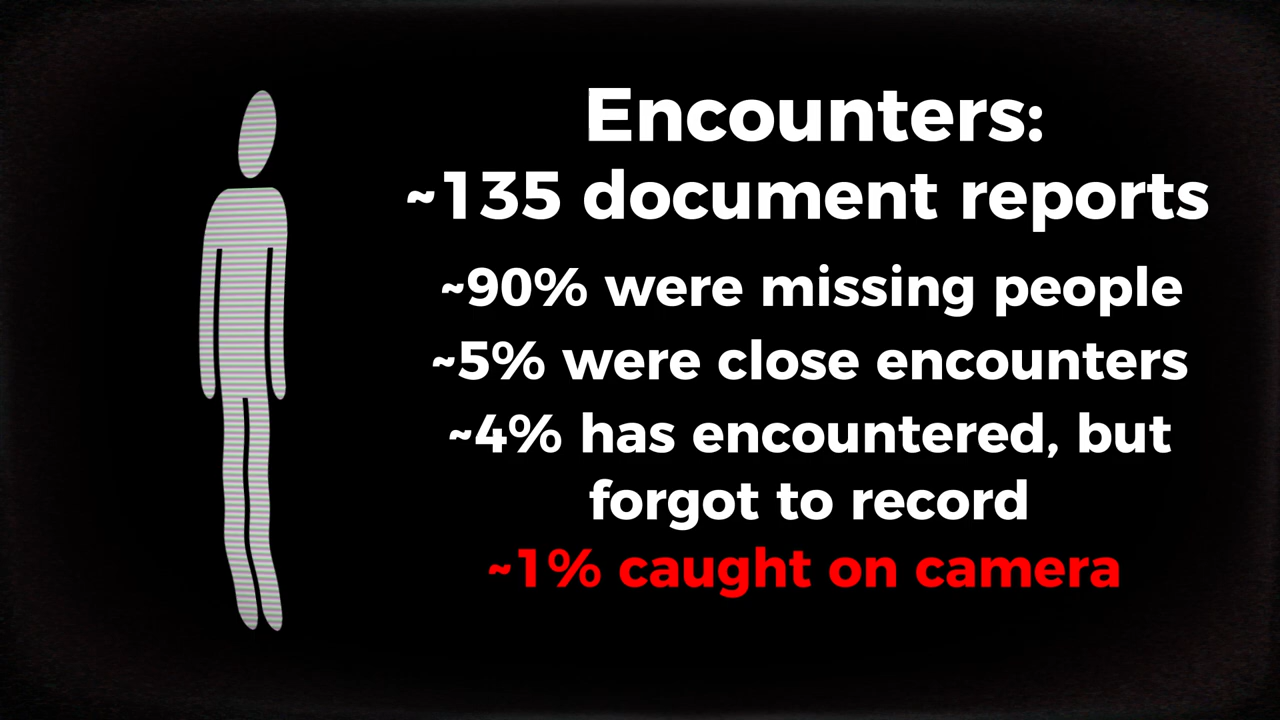 Encounters:
~135 document reports
~90% were missing people
~5% were close encounters
~4% has encountered, but
forgot to record
~1% caught on camera